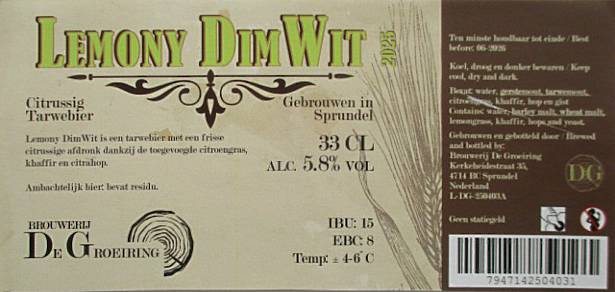 LEMONY DIMWIT
2025
Citrussig
Tarwebier
Gebrouwen in
Sprundel
Lemony DimWit is een tarwebier met een frisse
citrussige afdronk dankzij de toegevoegde citroengras,
khaffir en citrahop.
33 CL
ALC. 5.8% VOL
Ambachtelijk bier: bevat residu.
BROUWERIJ
DE GROEIRING
IBU: 15
EBC: 8
Temp: ± 4-6°C
Ten minste houdbaar tot einde / Best
before: 06-2026
Koel, droog en donker bewaren / Keep
cool, dry and dark.
Bevat: water, gerstemout, tarwemout,
citroengras, khaffir, hop en gist
Contains: water, barley malt, wheat malt,
lemongrass, khaffir, hops and yeast.
Gebrouwen en gebotteld door / Brewed
and bottled by:
Brouwerij De Groeiring
Kerkeheidestraat 35,
4714 RC Sprundel
Nederland
L-DG-250403A
DG
Geen statiegeld
7947142504031